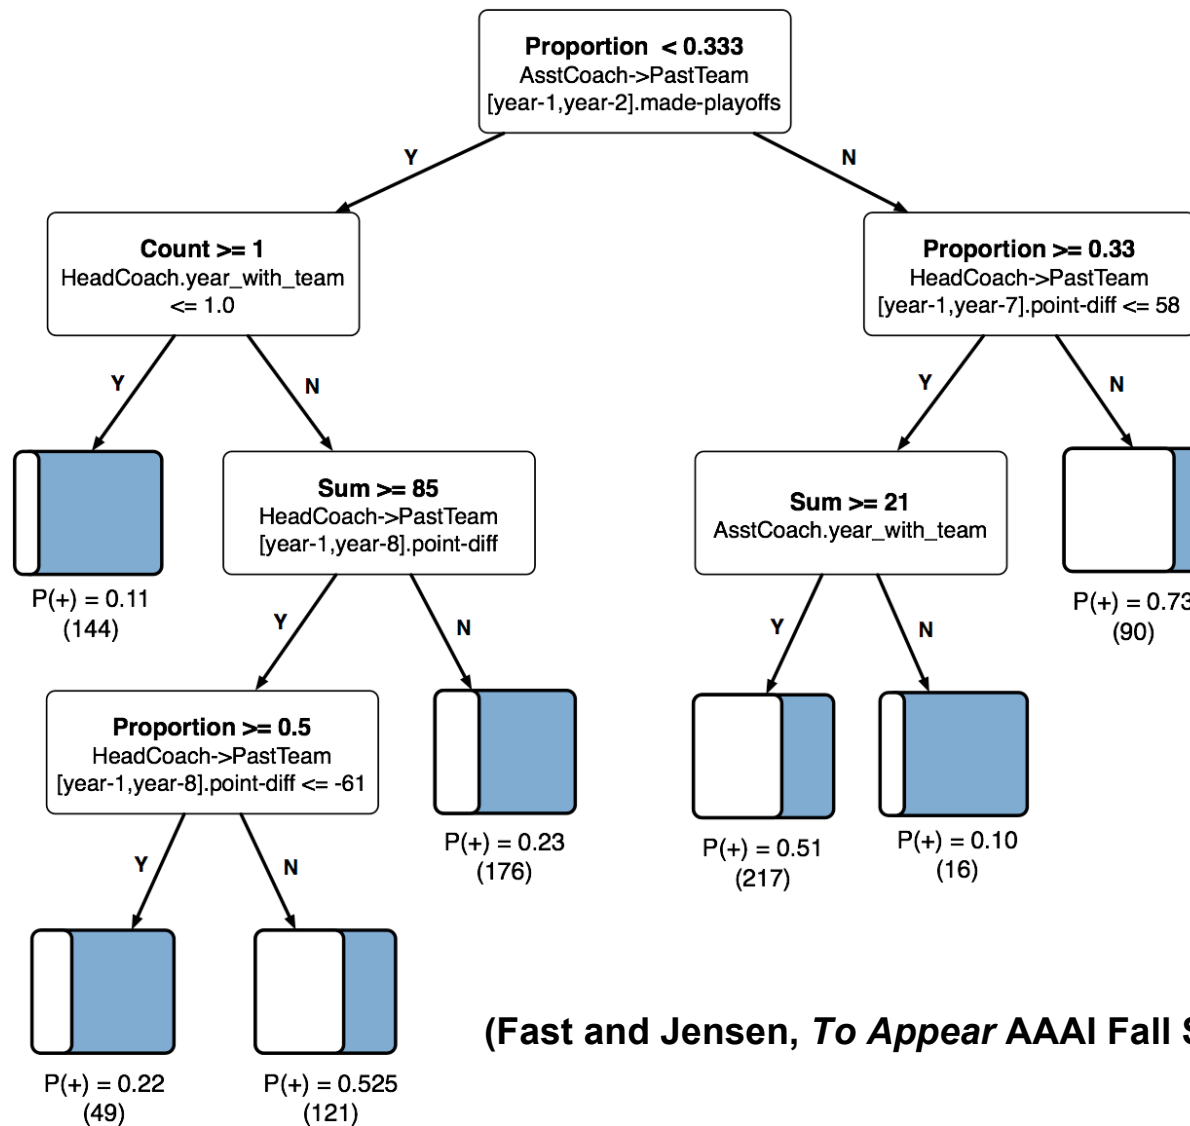 Proportion < 0.333
AsstCoach->PastTeam
[year-1,year-2].made-playoffs
Y
N
Count >= 1
HeadCoach.year_with_team
<= 1.0
Proportion >= 0.33
HeadCoach->PastTeam
[year-1,year-7].point-diff <= 58
Y
N
Y
N
P(+) = 0.11
(144)
Sum >= 85
HeadCoach->PastTeam
[year-1,year-8].point-diff
Sum >= 21
AsstCoach.year_with_team
P(+) = 0.73
(90)
Y
N
Y
N
Proportion >= 0.5
HeadCoach->PastTeam
[year-1,year-8].point-diff <= -61
P(+) = 0.23
(176)
P(+) = 0.51
(217)
P(+) = 0.10
(16)
Y
N
P(+) = 0.22
(49)
P(+) = 0.525
(121)
(Fast and Jensen, To Appear AAAI Fall